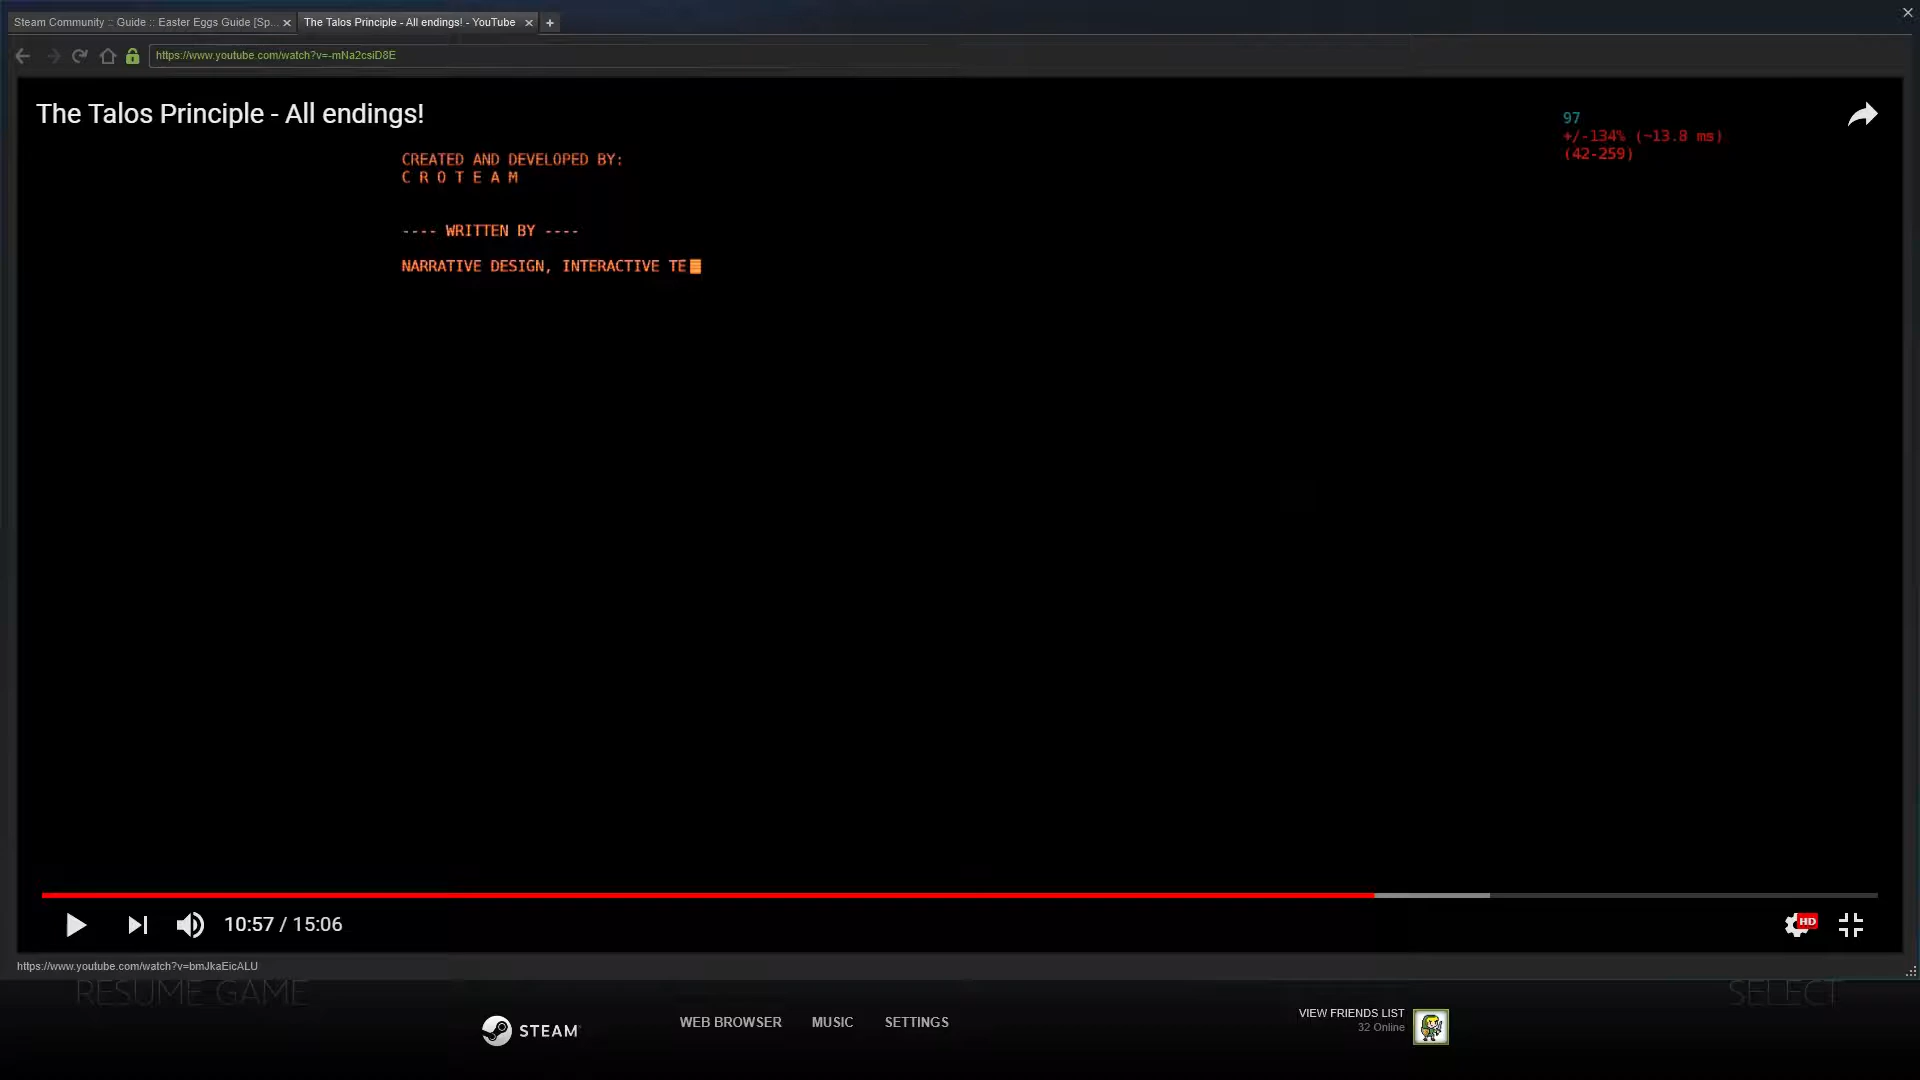 Steam Community :: Guide :: Easter Eggs Guide [Sp...
The Talos Principle - All endings! - YouTube
https://www.youtube.com/watch?v=-mNa2csiD8E
The Talos Principle - All endings!
97
+/-134% (~13.8 ms)
(42-259)
CREATED AND DEVELOPED BY:
C R O T E A M
---- WRITTEN BY ----
NARRATIVE DESIGN, INTERACTIVE TE
10:57 / 15:06
HD
https://www.youtube.com/watch?v=bmJkaEicALU
RESUME GAME
SELECT
STEAM
WEB BROWSER
MUSIC
SETTINGS
VIEW FRIENDS LIST
32 Online